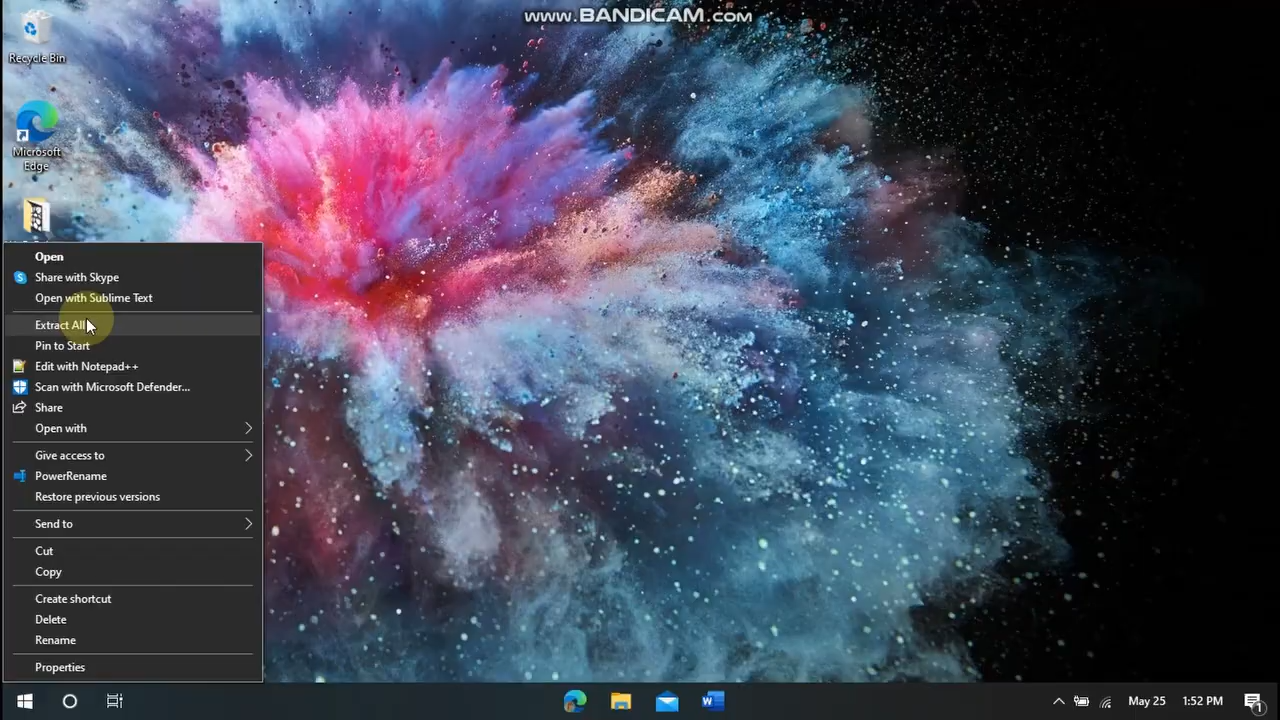 www.BANDICAM.com
Recycle Bin
Microsoft
Edge
Open
Share with Skype
Open with Sublime Text
Extract All
Pin to Start
Edit with Notepad++
Scan with Microsoft Defender...
Share
Open with
Give access to
PowerRename
Restore previous versions
Send to
Cut
Copy
Create shortcut
Delete
Rename
Properties
May 25
1:52 PM
1